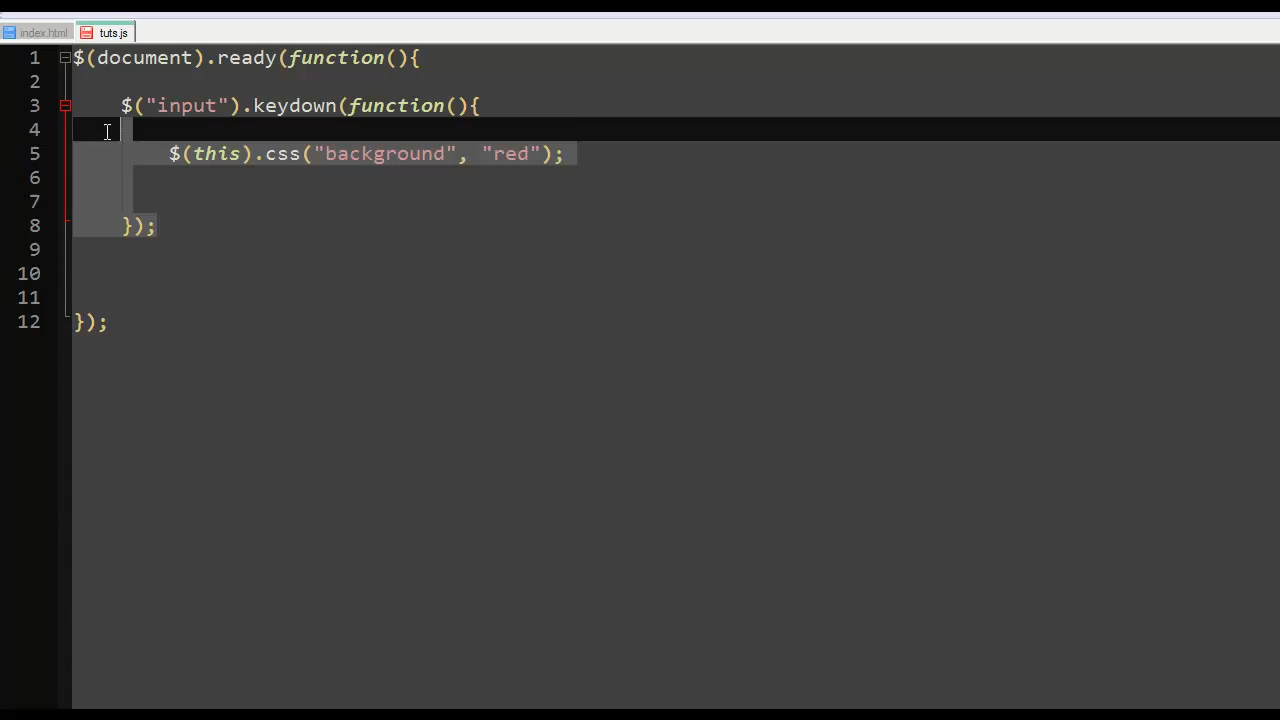 index.html tuts.js
1 $(document).ready(function(){
2
3 $("input").keydown(function(){
4
5 $(this).css("background", "red");
6
7
8 });
9
10
11
12 });